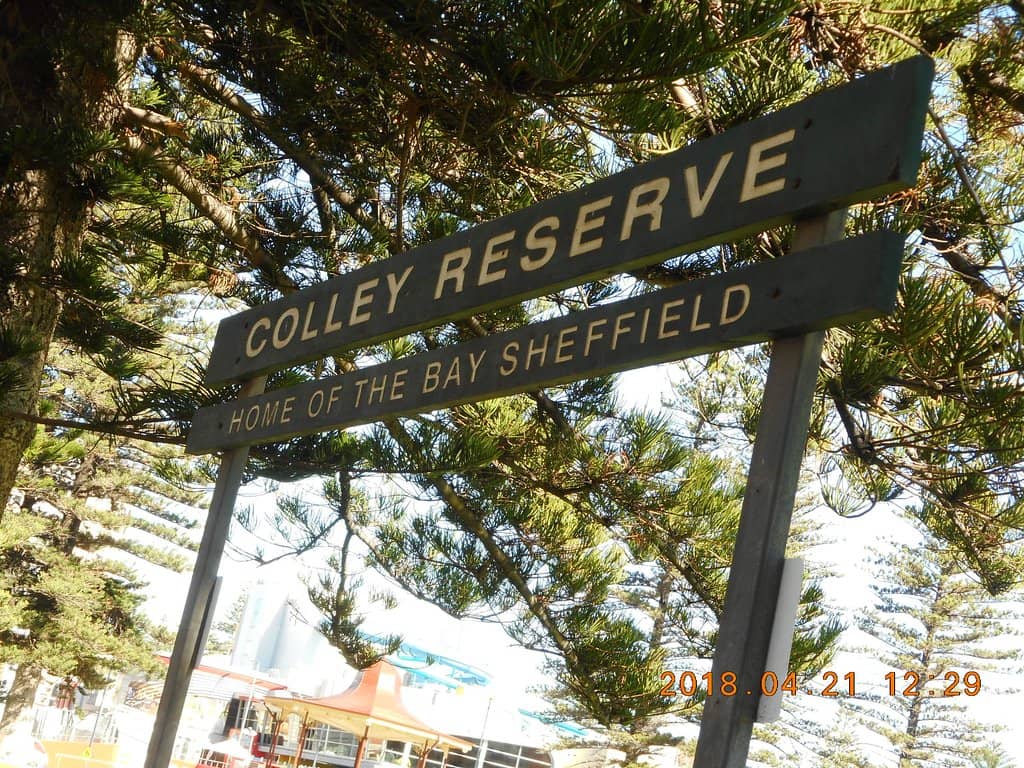 COLLEY RESERVE
HOME OF THE BAY SHEFFIELD
2018.04.21 12:29